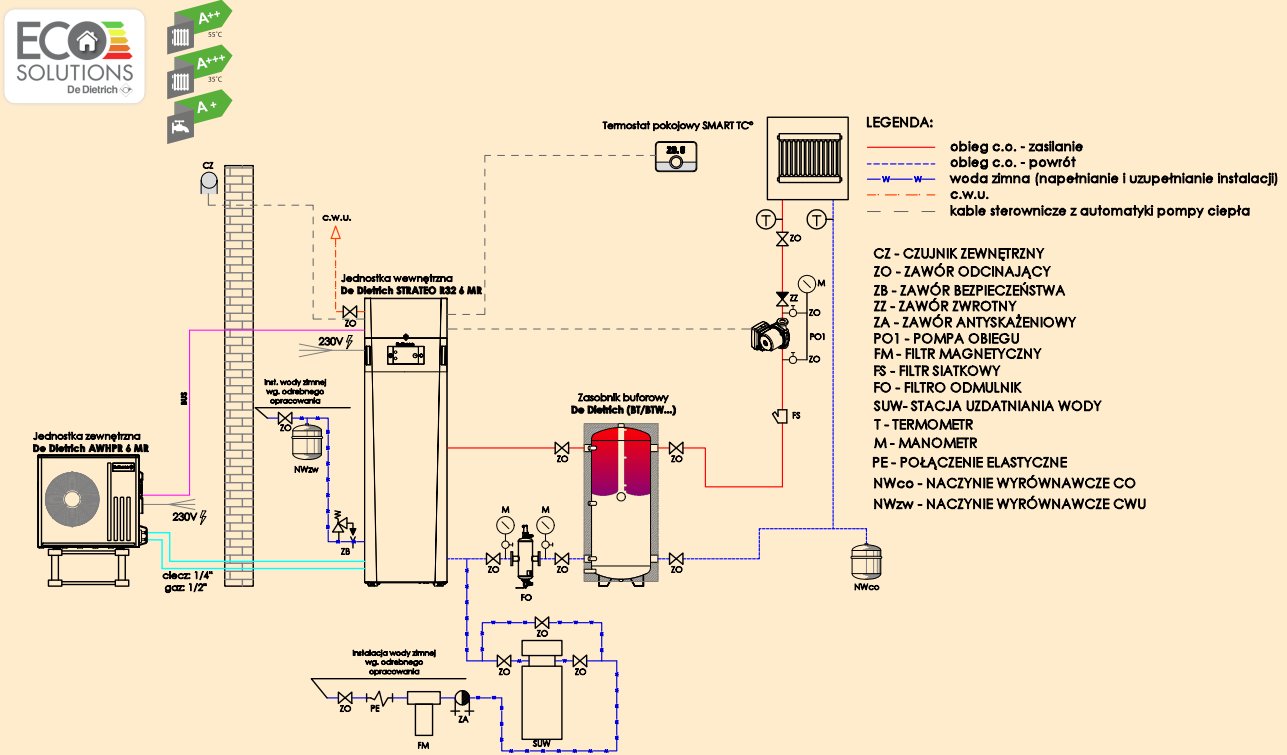 ECO
SOLUTIONS
De Dietrich
A++
55°C
A+++
35°C
A+
CZ
c.w.u.
Termostat pokojowy SMART TC°
20.5
LEGENDA:
obieg c.o. - zasilanie
obieg c.o. - powrót
W W woda zimna (napełnianie i uzupełnianie instalacji)
c.w.u.
kable sterownicze z automatyki pompy ciepła
T
T
ZO
CZ - CZUJNIK ZEWNĘTRZNY
ZO - ZAWÓR ODCINAJĄCY
ZB - ZAWÓR BEZPIECZEŃSTWA
ZZ - ZAWÓR ZWROTNY
ZA - ZAWÓR ANTYSKAŻENIOWY
PO1 - POMPA OBIEGU
FM - FILTR MAGNETYCZNY
FS - FILTR SIATKOWY
FO - FILTRO ODMULNIK
SUW- STACJA UZDATNIANIA WODY
T - TERMOMETR
M - MANOMETR
PE - POŁĄCZENIE ELASTYCZNE
NWco - NACZYNIE WYRÓWNAWCZE CO
NWzw - NACZYNIE WYRÓWNAWCZE CWU
M
ZZ
ZO
PO1
ZO
FS
Jednostka wewnętrzna
De Dietrich STRATEO R32 6 MR
ZO
230V
BUS
Inst. wody zimnej
wg. odrebnego
opracowania
ZO
NWzw
ZB
Zasobnik buforowy
De Dietrich (BT/BTW...)
ZO
ZO
Jednostka zewnętrzna
De Dietrich AWHPR 6 MR
230V
ciecz: 1/4"
gaz: 1/2"
M
M
ZO
ZO
ZO
FO
NWco
ZO
ZO
ZO
SUW
Instalacja wody zimnej
wg. odrebnego
opracowania
ZO
PE
FM
ZA